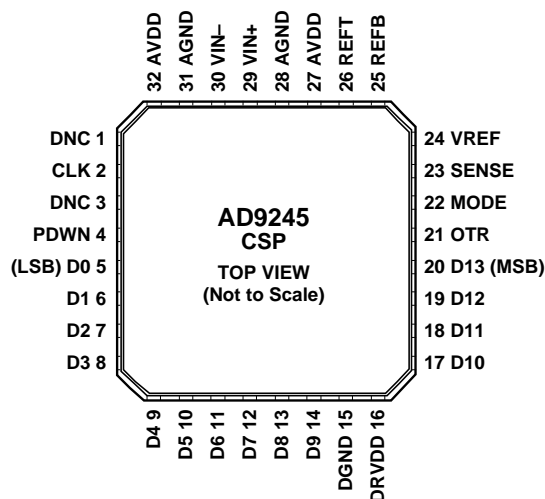 32 AVDD
31 AGND
30 VIN–
29 VIN+
28 AGND
27 AVDD
26 REFT
25 REFB
DNC 1
CLK 2
DNC 3
PDWN 4
(LSB) D0 5
D1 6
D2 7
D3 8
AD9245
CSP
TOP VIEW
(Not to Scale)
24 VREF
23 SENSE
22 MODE
21 OTR
20 D13 (MSB)
19 D12
18 D11
17 D10
D4 9
D5 10
D6 11
D7 12
D8 13
D9 14
DGND 15
DRVDD 16